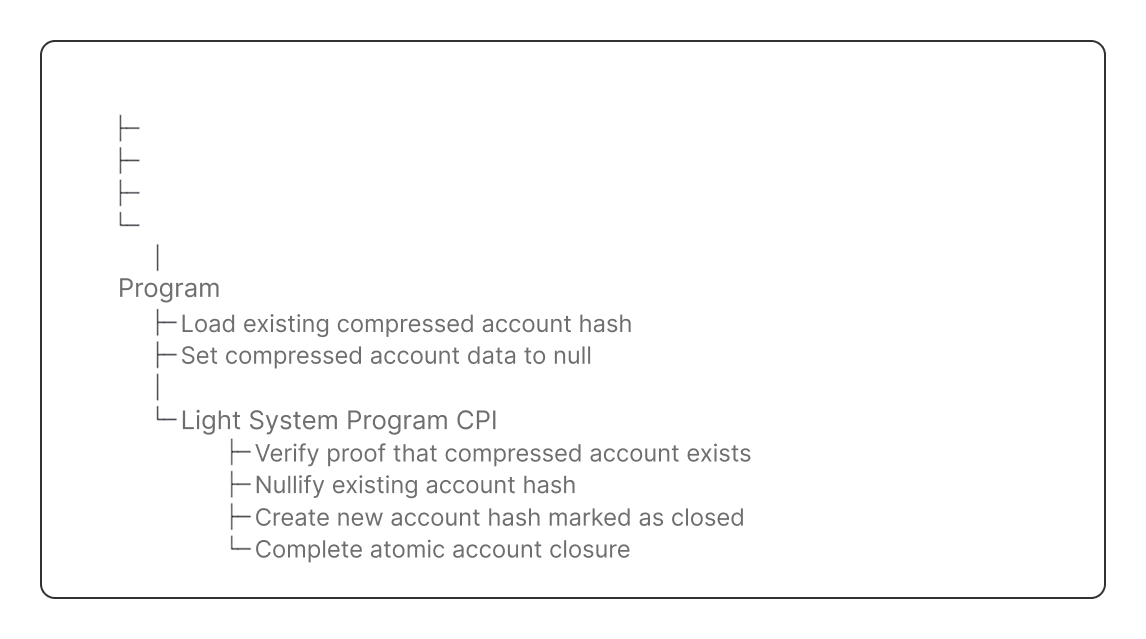 Program
Load existing compressed account hash
Set compressed account data to null
Light System Program CPI
Verify proof that compressed account exists
Nullify existing account hash
Create new account hash marked as closed
Complete atomic account closure